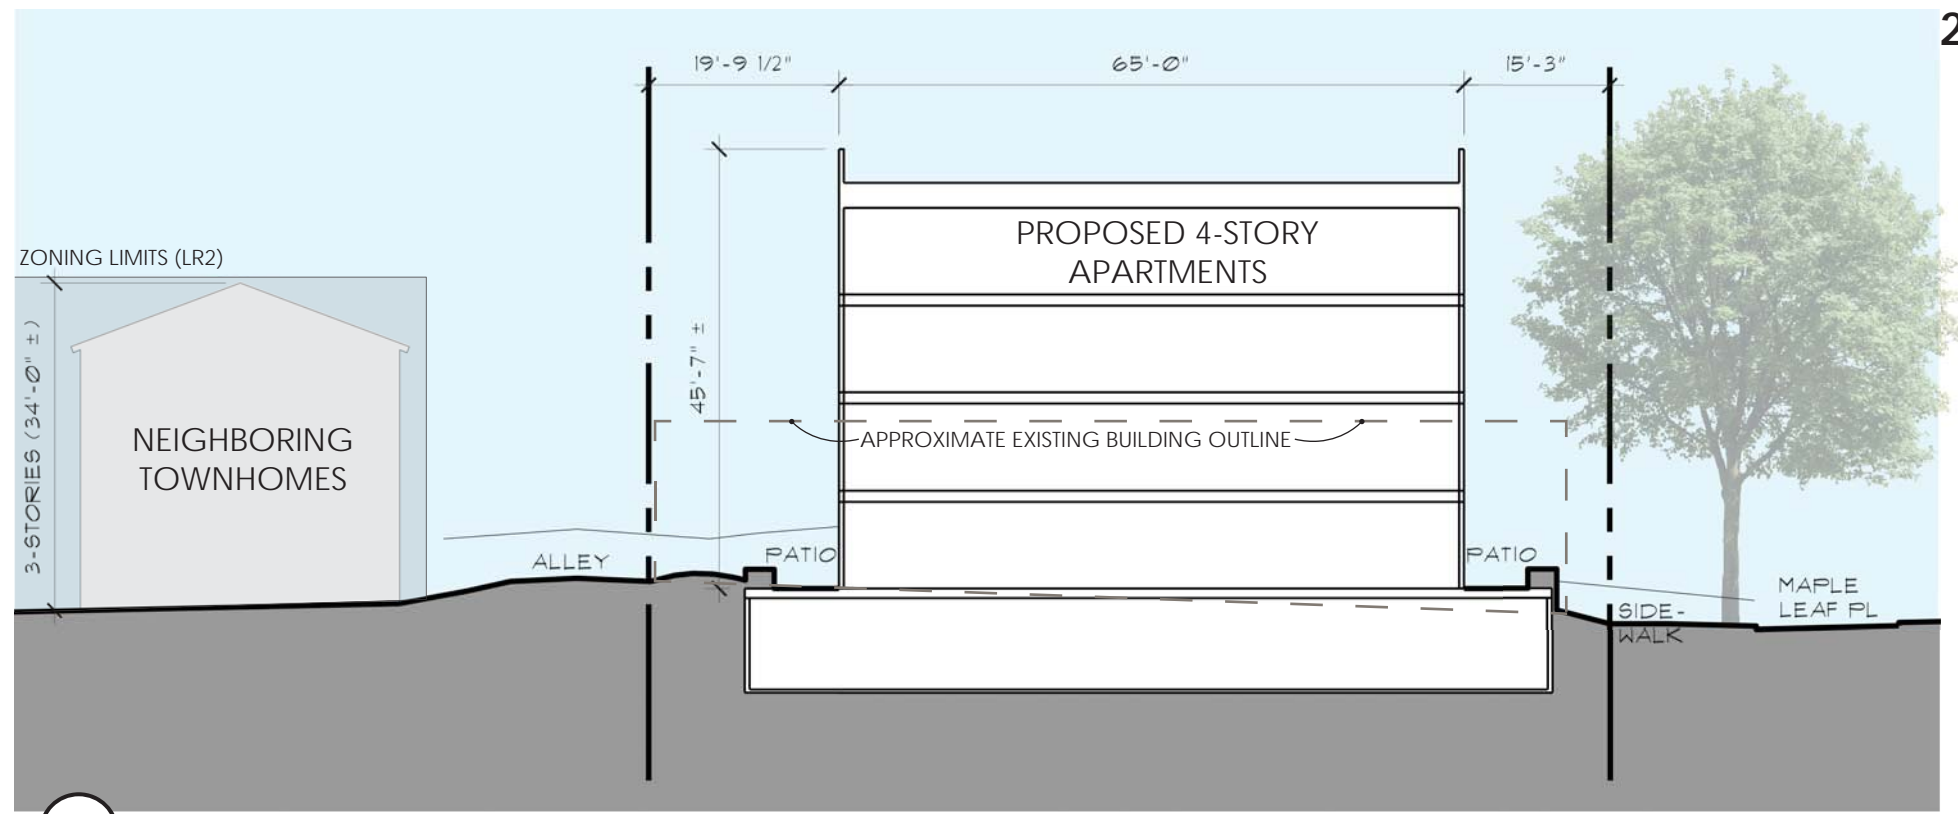 2
19'-9 1/2"
65'-0"
15'-3"
PROPOSED 4-STORY
APARTMENTS
ZONING LIMITS (LR2)
3-STORIES (34'-0" ±)
45'-7" ±
NEIGHBORING
TOWNHOMES
APPROXIMATE EXISTING BUILDING OUTLINE
ALLEY
PATIO
PATIO
MAPLE
LEAF PL
SIDE-
WALK